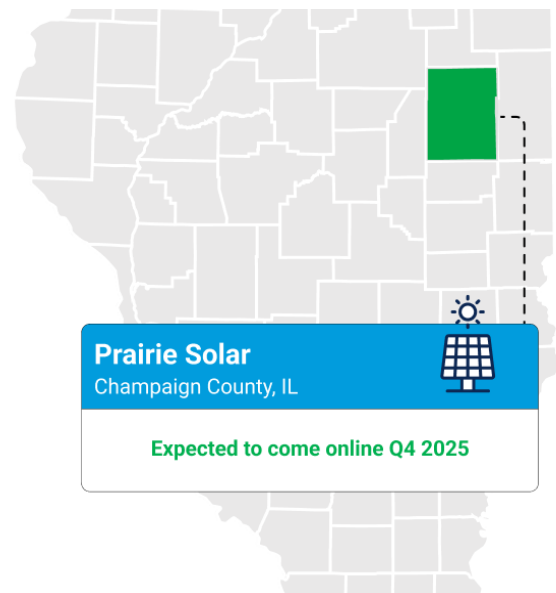 Prairie Solar
Champaign County, IL
Expected to come online Q4 2025